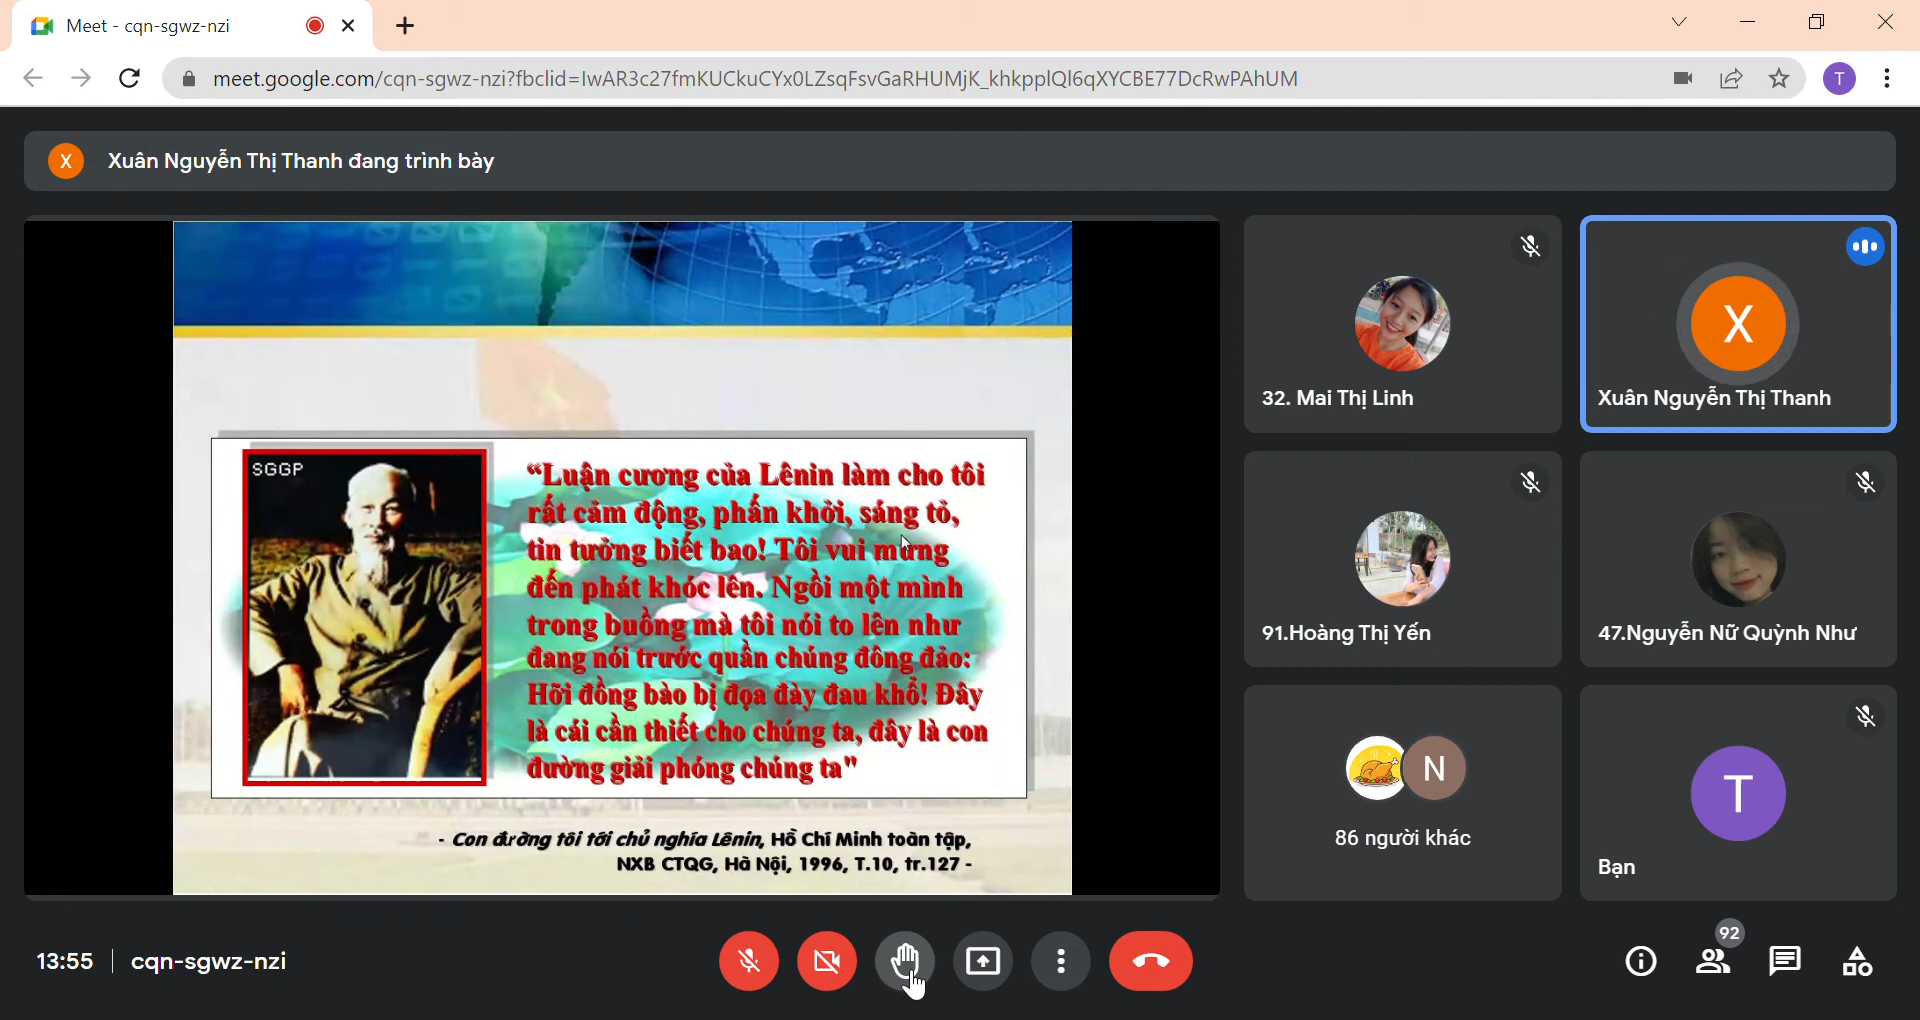 Meet - cqn-sgwz-nzi
meet.google.com/cqn-sgwz-nzi?fbclid=IwAR3c27fmKUCkuCYx0LZsqFsvGaRHUMjK_khkpplQl6qXYCBE77DcRwPAhUM
T
X
Xuân Nguyễn Thị Thanh đang trình bày
SGGP
“Luận cương của Lênin làm cho tôi
rất cảm động, phấn khởi, sáng tỏ,
tin tưởng biết bao! Tôi vui mừng
đến phát khóc lên. Ngồi một mình
trong buồng mà tôi nói to lên như
đang nói trước quần chúng đông đảo:
Hỡi đồng bào bị đọa đày đau khổ! Đây
là cái cần thiết cho chúng ta, đây là con
đường giải phóng chúng ta"
- Con đường tôi tới chủ nghĩa Lênin, Hồ Chí Minh toàn tập,
NXB CTQG, Hà Nội, 1996, T.10, tr.127 -
32. Mai Thị Linh
X
Xuân Nguyễn Thị Thanh
91.Hoàng Thị Yến
47.Nguyễn Nữ Quỳnh Như
N
86 người khác
T
Bạn
13:55
cqn-sgwz-nzi
92